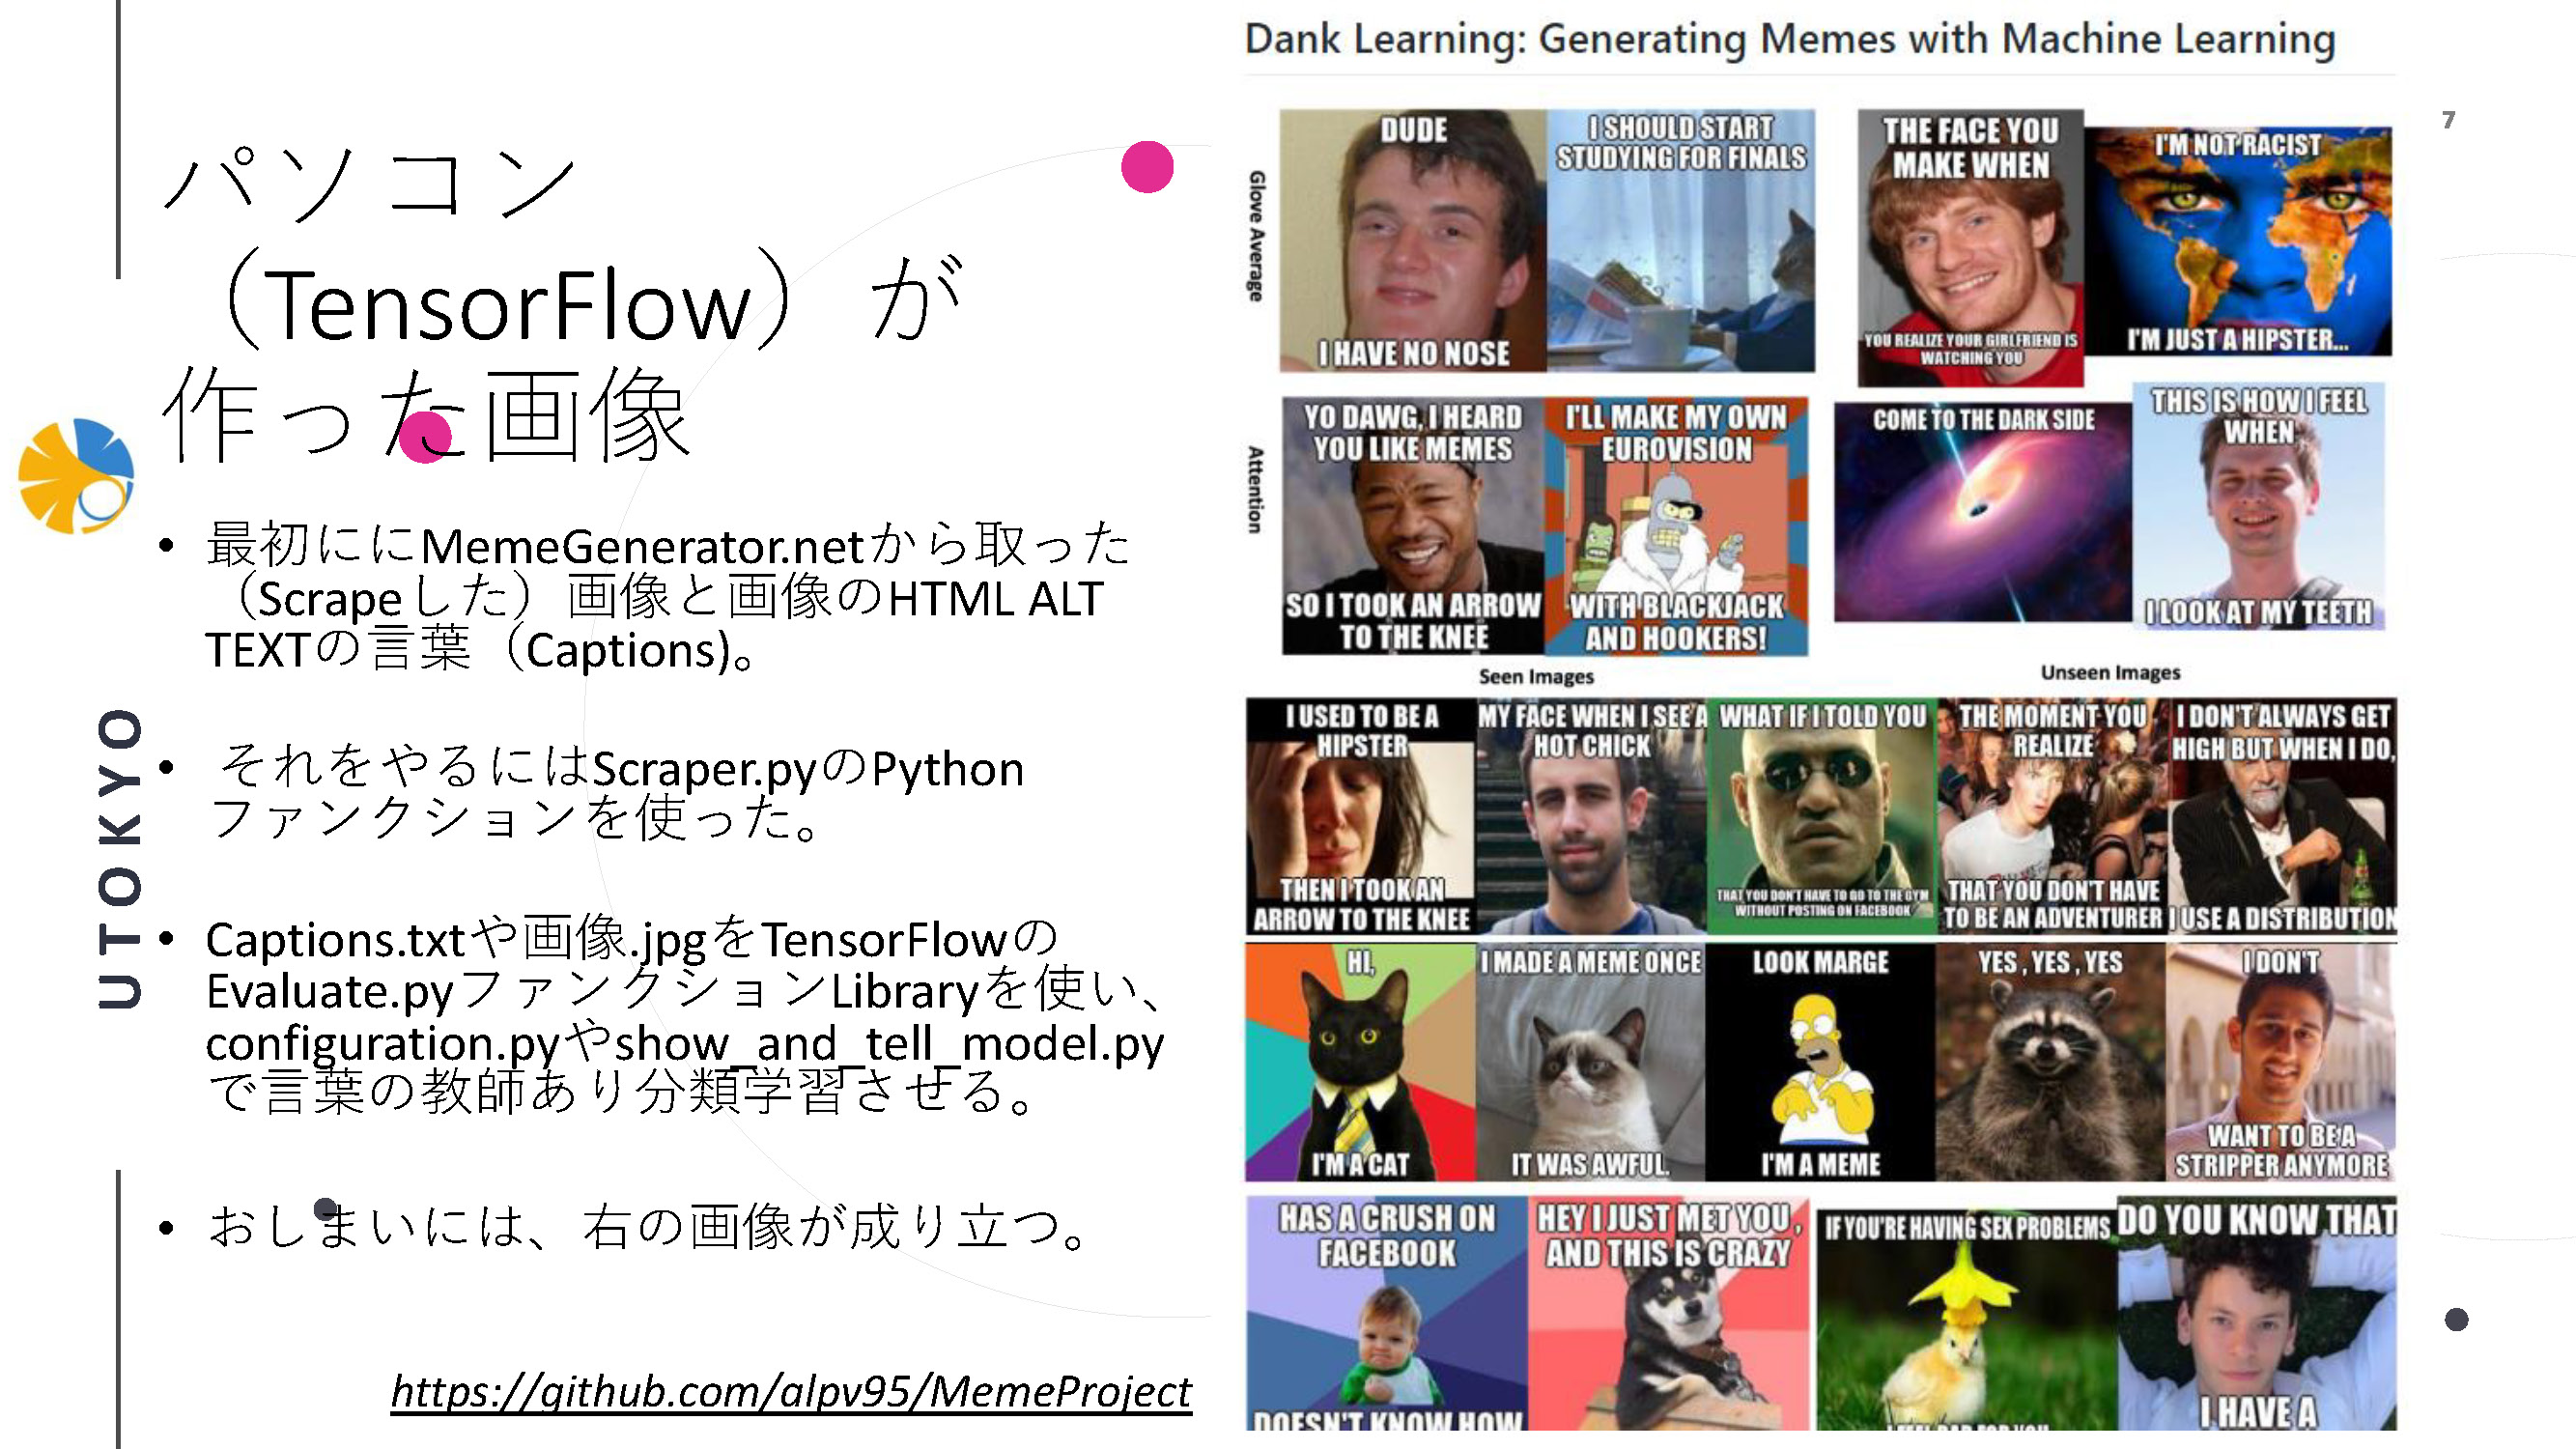 パソコン
（TensorFlow）が
作った画像
最初ににMemeGenerator.netから取った
（Scrapeした）画像と画像のHTML ALT
TEXTの言葉（Captions)。
それをやるにはScraper.pyのPython
ファンクションを使った。
Captions.txtや画像.jpgをTensorFlowの
Evaluate.pyファンクションLibraryを使い、
configuration.pyやshow_and_tell_model.py
で言葉の教師あり分類学習させる。
おしまいには、右の画像が成り立つ。
https://github.com/alpv95/MemeProject
UTOKYO
7
Dank Learning: Generating Memes with Machine Learning
Glove Average
DUDE
I HAVE NO NOSE
I SHOULD START
STUDYING FOR FINALS
THE FACE YOU
MAKE WHEN
YOU REALIZE YOUR GIRLFRIEND IS
WATCHING YOU
I'M NOT RACIST
I'M JUST A HIPSTER...
Attention
YO DAWG, I HEARD
YOU LIKE MEMES
SO I TOOK AN ARROW
TO THE KNEE
I'LL MAKE MY OWN
EUROVISION
WITH BLACKJACK
AND HOOKERS!
COME TO THE DARK SIDE
THIS IS HOW I FEEL
WHEN
I LOOK AT MY TEETH
Seen Images
Unseen Images
I USED TO BE A
HIPSTER
THEN I TOOK AN
ARROW TO THE KNEE
MY FACE WHEN I SEE A
HOT CHICK
WHAT IF I TOLD YOU
THAT YOU DON'T HAVE TO GO TO THE GYM
WITHOUT POSTING ON FACEBOOK
THE MOMENT YOU
REALIZE
THAT YOU DON'T HAVE
TO BE AN ADVENTURER
I DON'T ALWAYS GET
HIGH BUT WHEN I DO,
I USE A DISTRIBUTION
HI,
I'M A CAT
I MADE A MEME ONCE
IT WAS AWFUL.
LOOK MARGE
I'M A MEME
YES, YES, YES
I DON'T
WANT TO BE A
STRIPPER ANYMORE
HAS A CRUSH ON
FACEBOOK
DOESN'T KNOW HOW
HEY I JUST MET YOU,
AND THIS IS CRAZY
IF YOU'RE HAVING SEX PROBLEMS
DO YOU KNOW THAT
I HAVE A